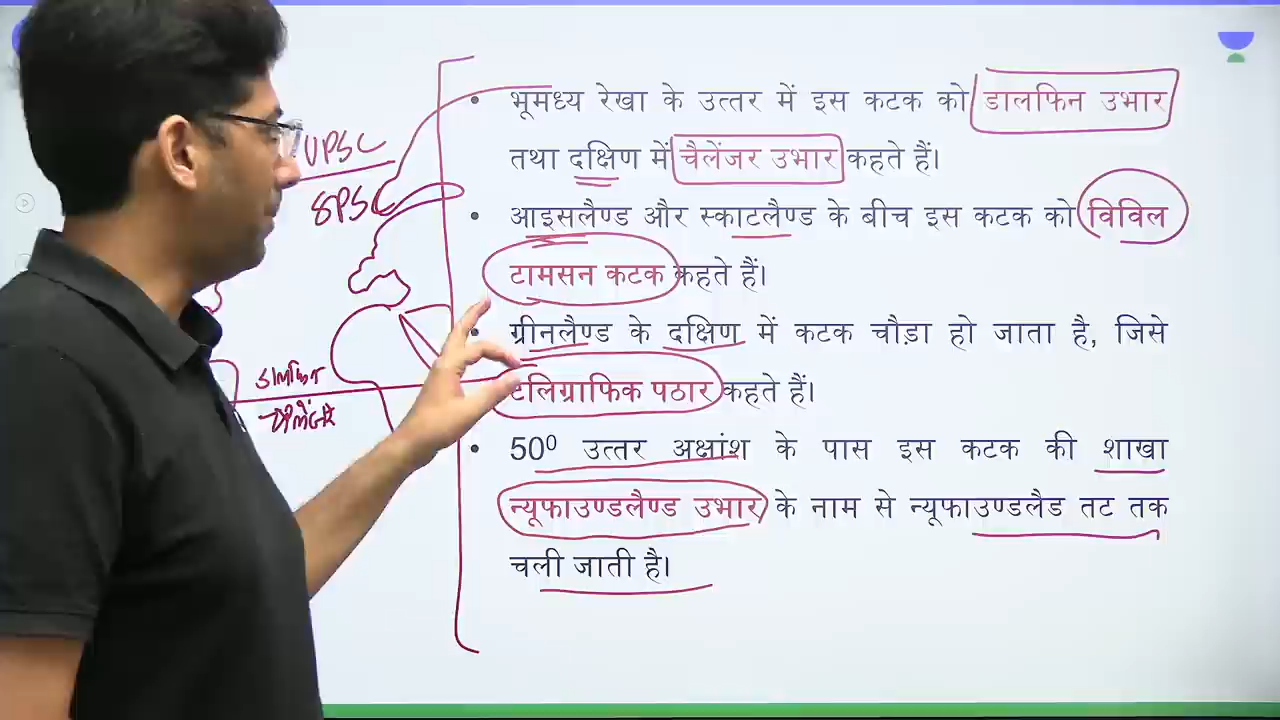 UPSC
SPSC
डालफिन
चैलेंजर
भूमध्य रेखा के उत्तर में इस कटक को डालफिन उभार
तथा दक्षिण में चैलेंजर उभार कहते हैं।
आइसलैण्ड और स्काटलैण्ड के बीच इस कटक को विविल
टामसन कटक कहते हैं।
ग्रीनलैण्ड के दक्षिण में कटक चौड़ा हो जाता है, जिसे
टेलिग्राफिक पठार कहते हैं।
50⁰ उत्तर अक्षांश के पास इस कटक की शाखा
न्यूफाउण्डलैण्ड उभार के नाम से न्यूफाउण्डलैड तट तक
चली जाती है।